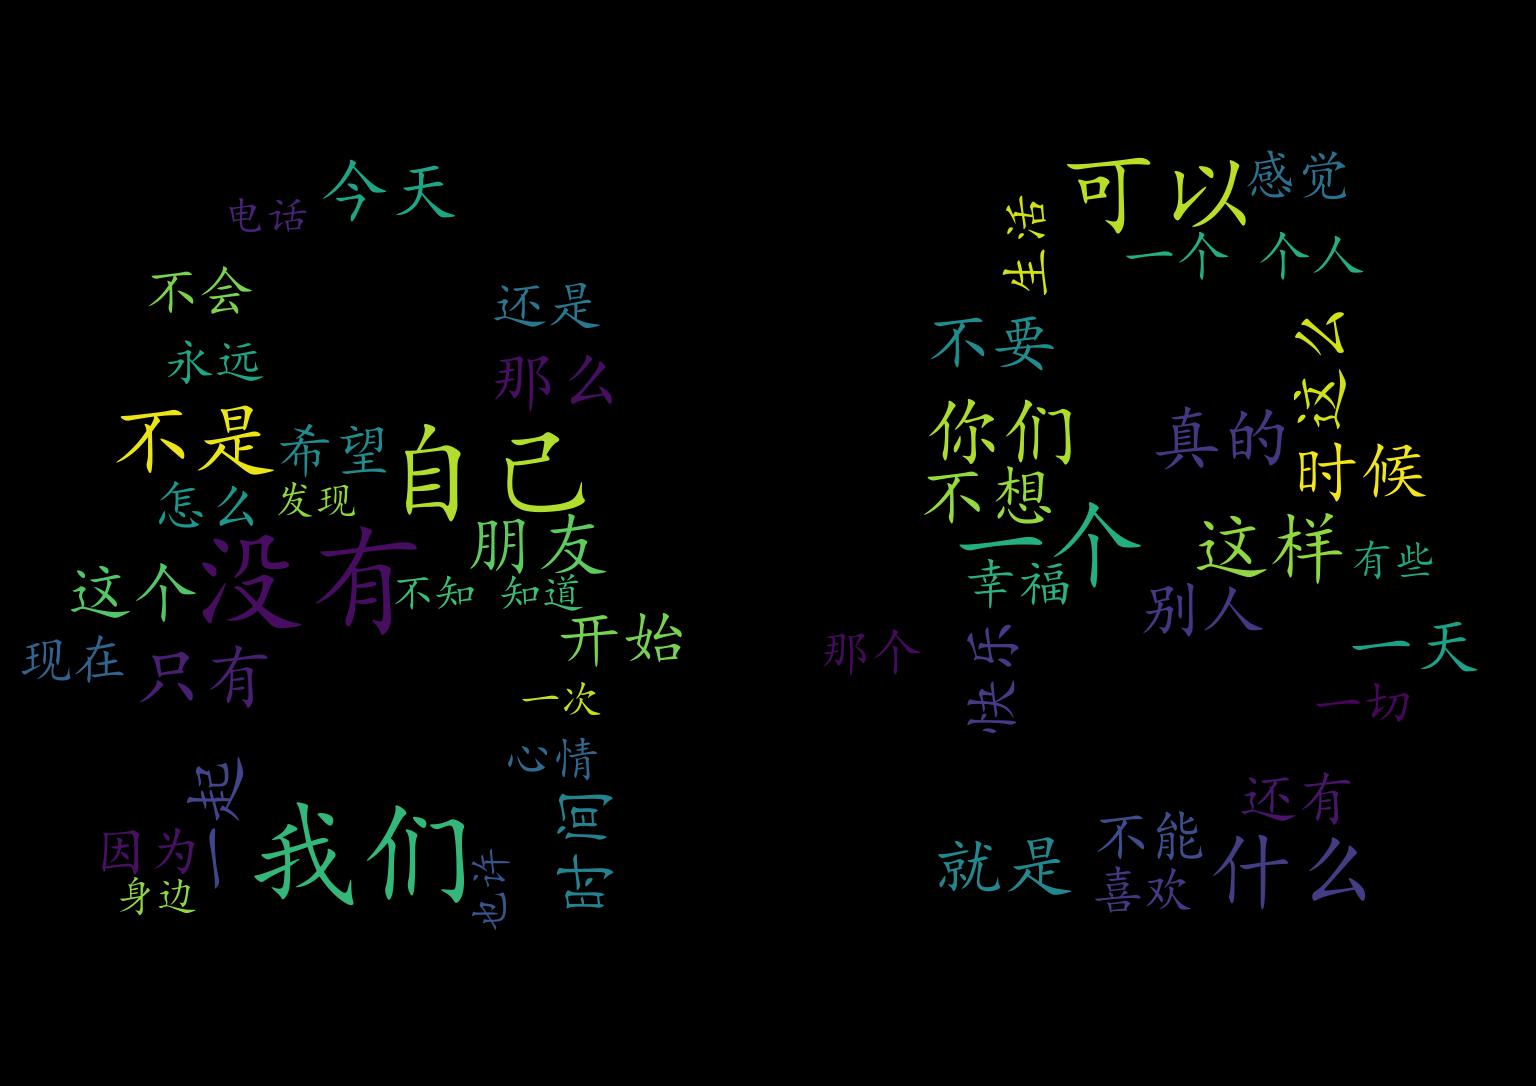 今天
电话
不会
还是
永远
那么
不是
希望
自己
怎么
发现
朋友
没有
这个
不知 知道
开始
现在
只有
一次
心情
一起
时间
我们
因为
也许
身边
可以
感觉
生活
一个 个人
不要
这么
你们
真的
时候
不想
一个
这样
有些
幸福
别人
那个
快乐
一天
一切
还有
不能
就是
什么
喜欢